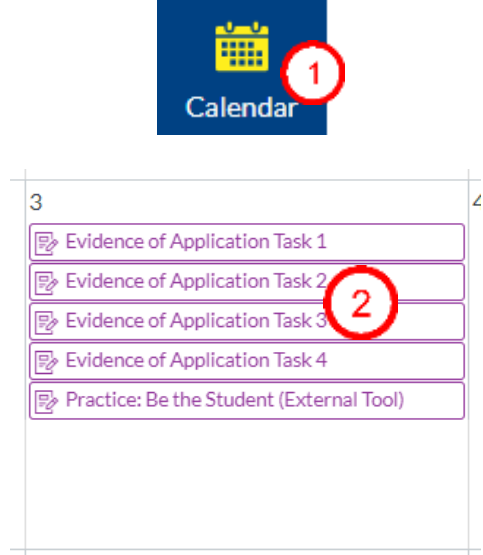 1
Calendar
3
4
Evidence of Application Task 1
Evidence of Application Task 2
2
Evidence of Application Task 3
Evidence of Application Task 4
Practice: Be the Student (External Tool)